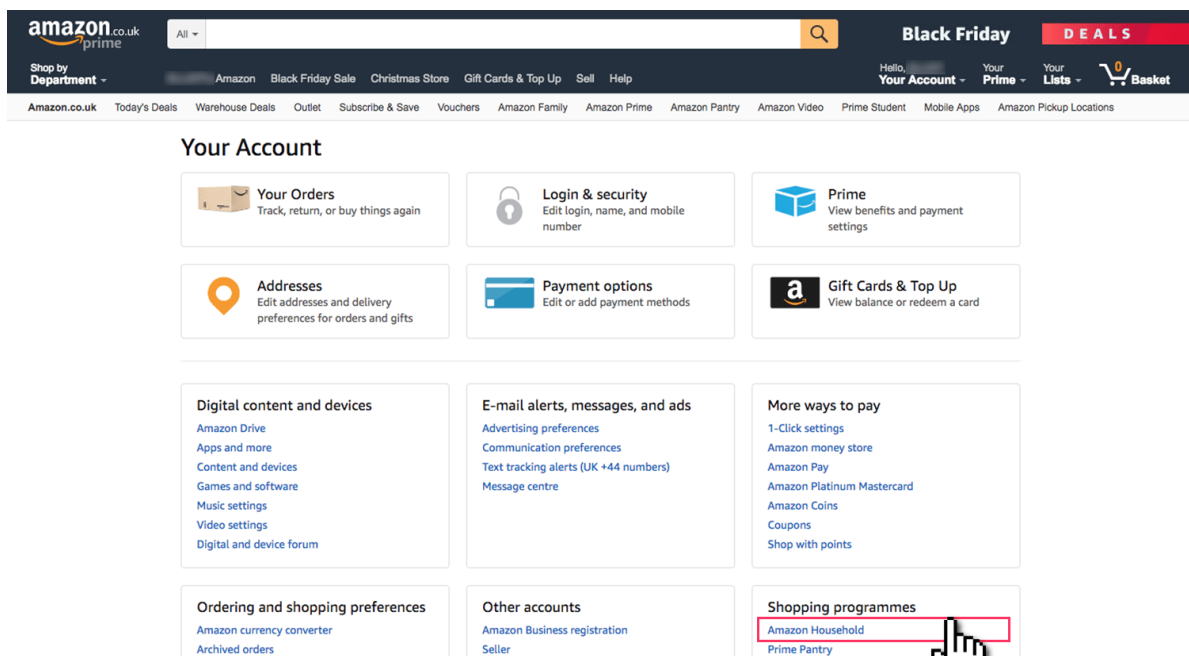 amazon.co.uk
prime
All
Black Friday
DEALS
Shop by
Department
Amazon
Black Friday Sale
Christmas Store
Gift Cards & Top Up
Sell
Help
Hello,
Your Account
Your
Prime
Your
Lists
0
Basket
Amazon.co.uk
Today's Deals
Warehouse Deals
Outlet
Subscribe & Save
Vouchers
Amazon Family
Amazon Prime
Amazon Pantry
Amazon Video
Prime Student
Mobile Apps
Amazon Pickup Locations
Your Account
Your Orders
Track, return, or buy things again
Login & security
Edit login, name, and mobile
number
Prime
View benefits and payment
settings
Addresses
Edit addresses and delivery
preferences for orders and gifts
Payment options
Edit or add payment methods
a
Gift Cards & Top Up
View balance or redeem a card
Digital content and devices
Amazon Drive
Apps and more
Content and devices
Games and software
Music settings
Video settings
Digital and device forum
E-mail alerts, messages, and ads
Advertising preferences
Communication preferences
Text tracking alerts (UK +44 numbers)
Message centre
More ways to pay
1-Click settings
Amazon money store
Amazon Pay
Amazon Platinum Mastercard
Amazon Coins
Coupons
Shop with points
Ordering and shopping preferences
Amazon currency converter
Archived orders
Other accounts
Amazon Business registration
Seller
Shopping programmes
Amazon Household
Prime Pantry